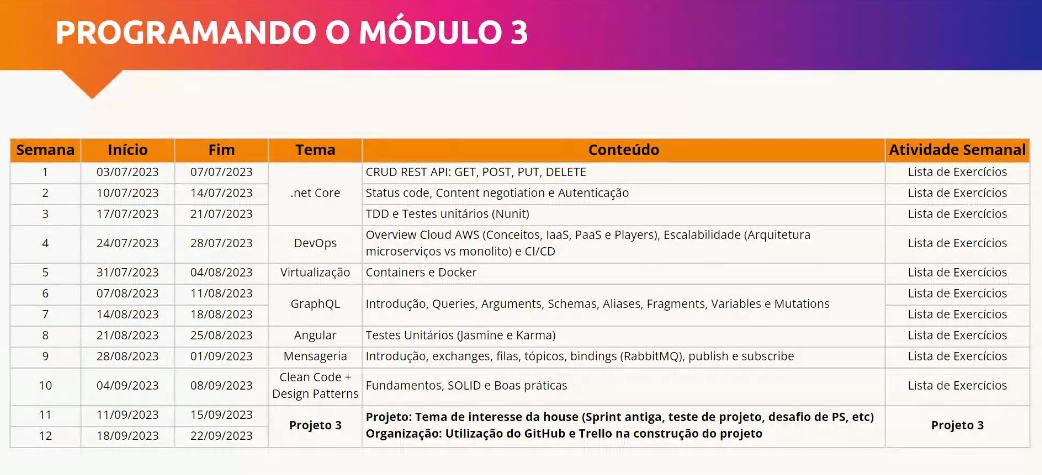 PROGRAMANDO O MÓDULO 3
Semana Início Fim Tema Conteúdo Atividade Semanal
1 03/07/2023 07/07/2023 .net Core CRUD REST API: GET, POST, PUT, DELETE Lista de Exercícios
2 10/07/2023 14/07/2023 Status code, Content negotiation e Autenticação Lista de Exercícios
3 17/07/2023 21/07/2023 TDD e Testes unitários (Nunit) Lista de Exercícios
4 24/07/2023 28/07/2023 DevOps Overview Cloud AWS (Conceitos, IaaS, PaaS e Players), Escalabilidade (Arquitetura
microserviços vs monolito) e CI/CD Lista de Exercícios
5 31/07/2023 04/08/2023 Virtualização Containers e Docker Lista de Exercícios
6 07/08/2023 11/08/2023 GraphQL Introdução, Queries, Arguments, Schemas, Aliases, Fragments, Variables e Mutations Lista de Exercícios
7 14/08/2023 18/08/2023 Lista de Exercícios
8 21/08/2023 25/08/2023 Angular Testes Unitários (Jasmine e Karma) Lista de Exercícios
9 28/08/2023 01/09/2023 Mensageria Introdução, exchanges, filas, tópicos, bindings (RabbitMQ), publish e subscribe Lista de Exercícios
10 04/09/2023 08/09/2023 Clean Code +
Design Patterns Fundamentos, SOLID e Boas práticas Lista de Exercícios
11 11/09/2023 15/09/2023 Projeto 3 Projeto: Tema de interesse da house (Sprint antiga, teste de projeto, desafio de PS, etc) Projeto 3
12 18/09/2023 22/09/2023 Organização: Utilização do GitHub e Trello na construção do projeto